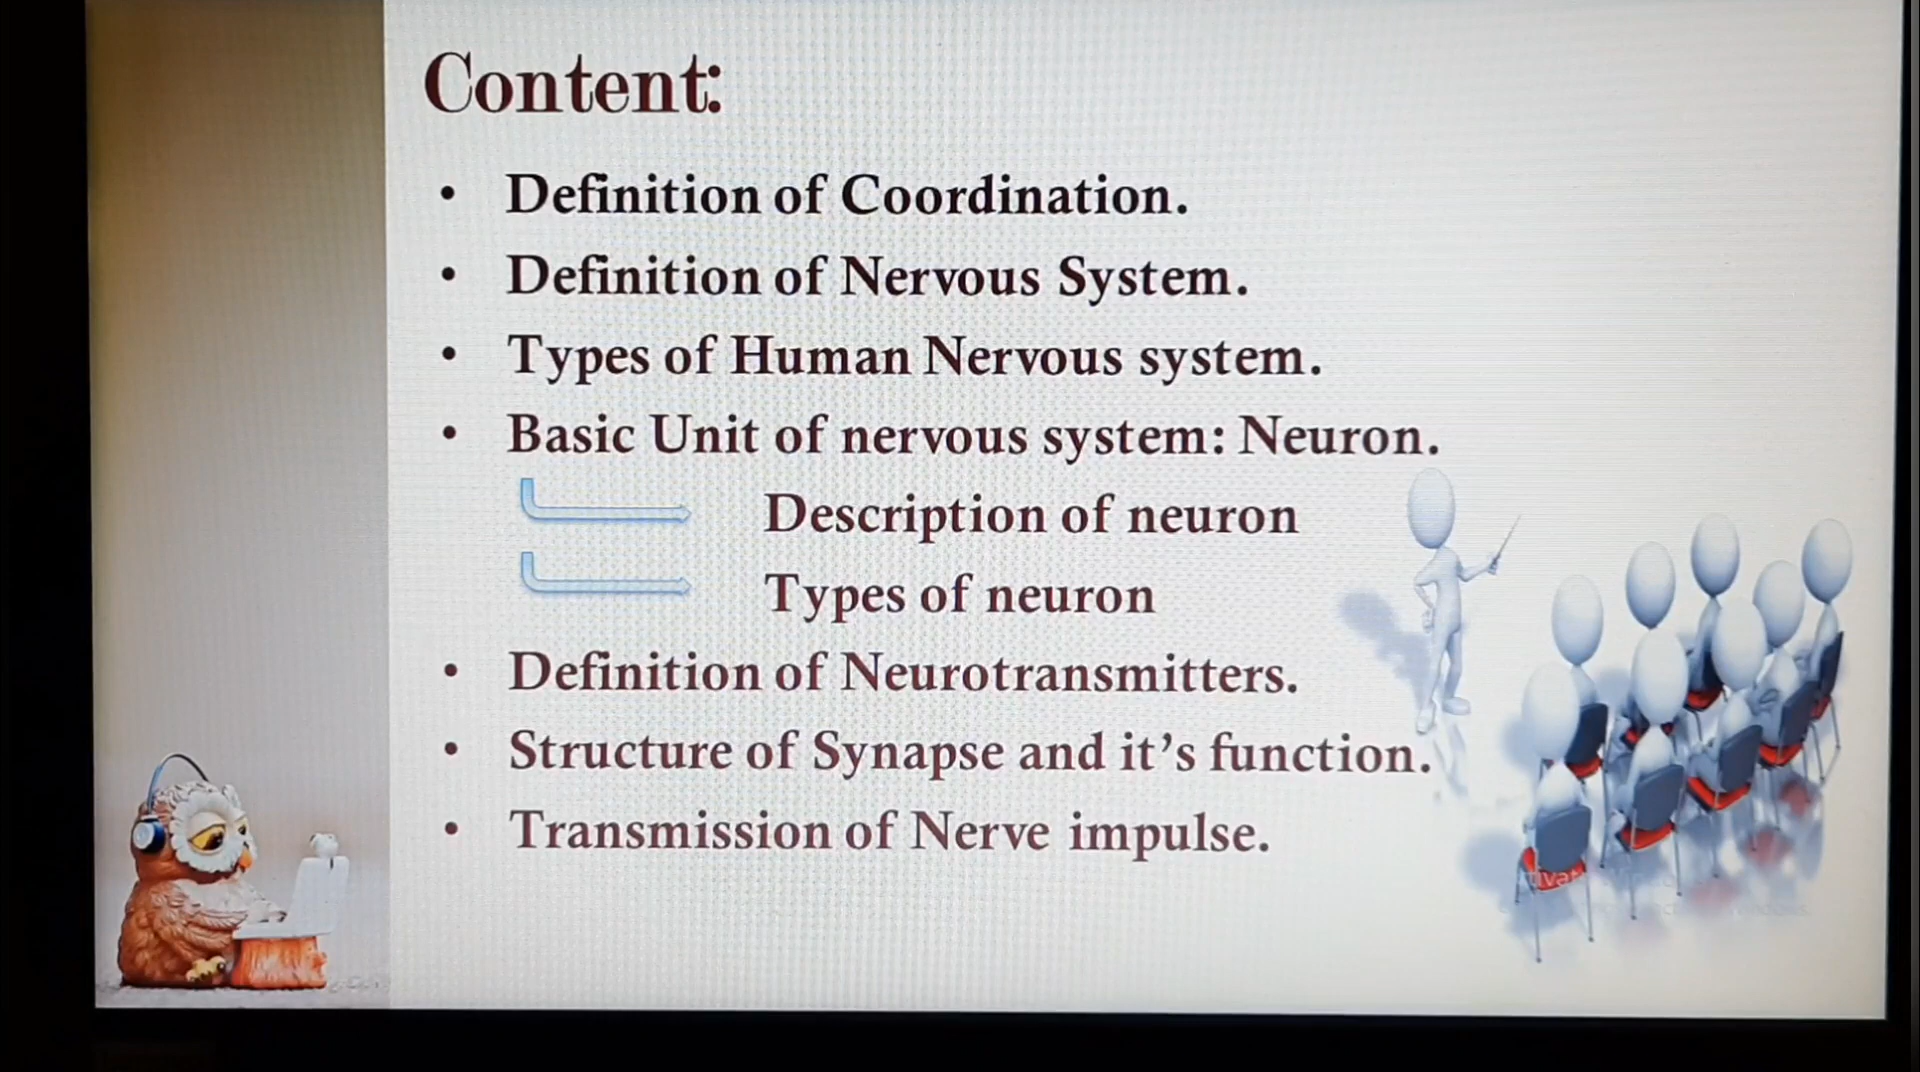 Content:
• Definition of Coordination.
• Definition of Nervous System.
• Types of Human Nervous system.
• Basic Unit of nervous system: Neuron.
Description of neuron
Types of neuron
• Definition of Neurotransmitters.
• Structure of Synapse and it's function.
• Transmission of Nerve impulse.